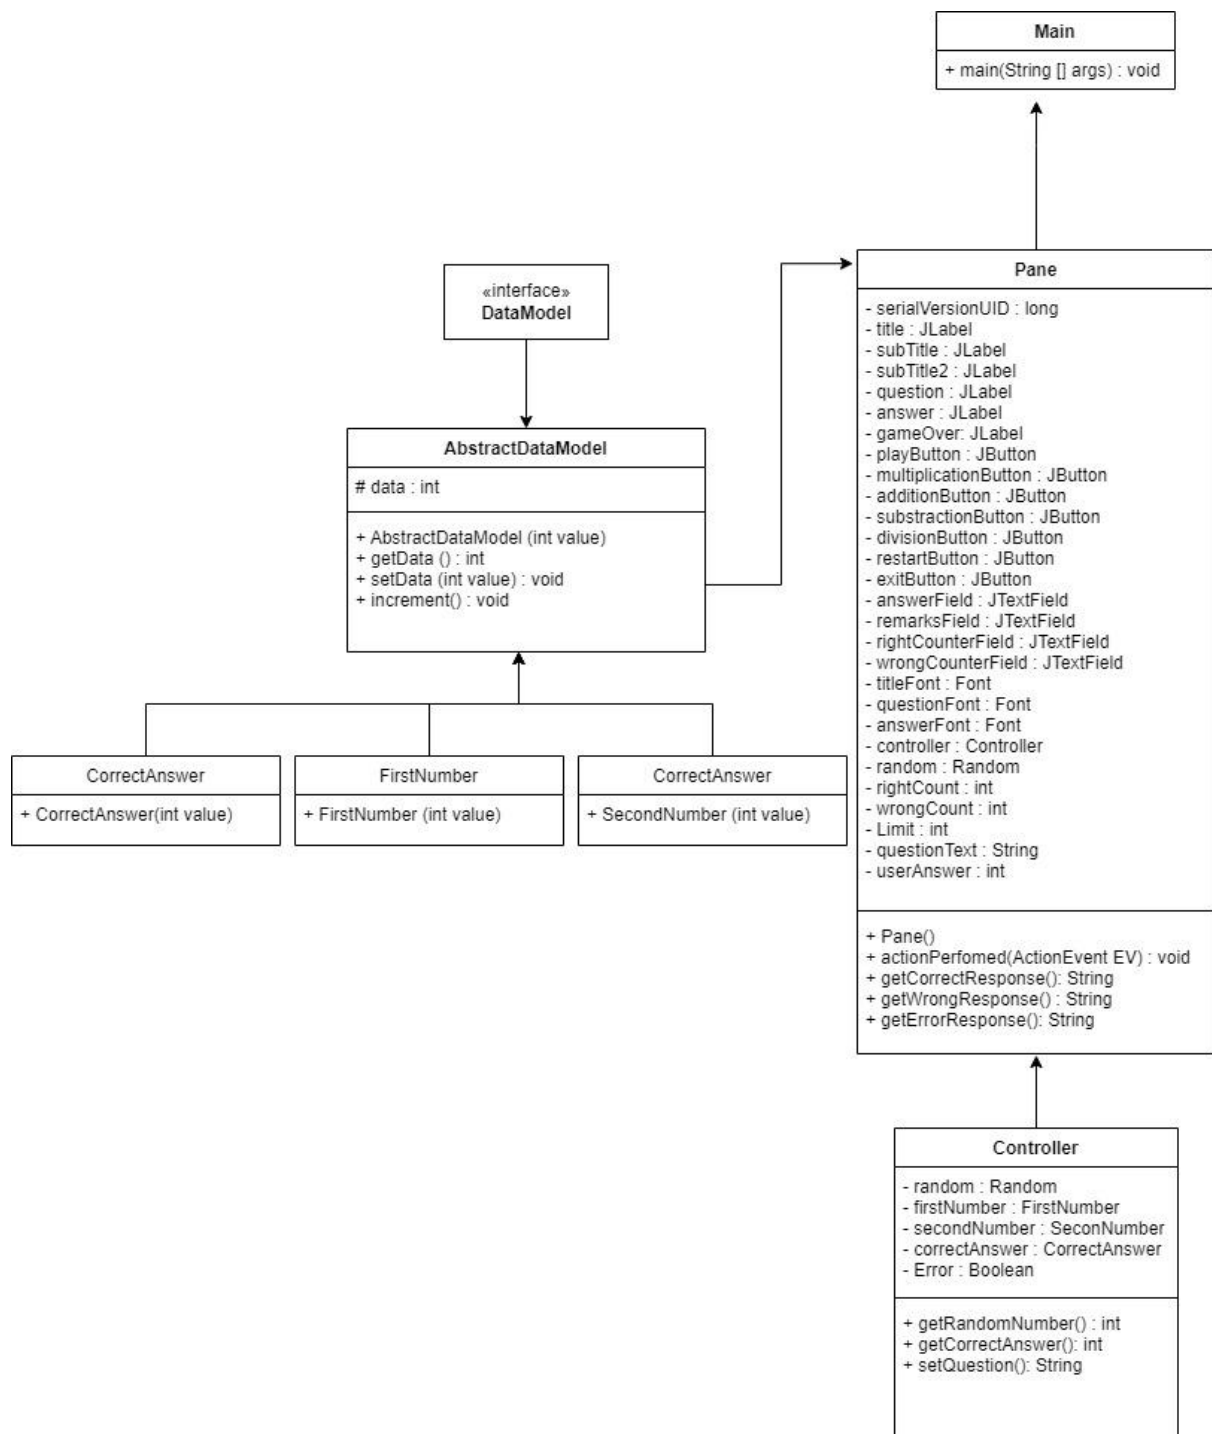 Main
+ main(String [] args) : void
«interface»
DataModel
AbstractDataModel
# data : int
+ AbstractDataModel (int value)
+ getData () : int
+ setData (int value) : void
+ increment() : void
CorrectAnswer
+ CorrectAnswer(int value)
FirstNumber
+ FirstNumber (int value)
CorrectAnswer
+ SecondNumber (int value)
Pane
- serialVersionUID : long
- title : JLabel
- subTitle : JLabel
- subTitle2 : JLabel
- question : JLabel
- answer : JLabel
- gameOver: JLabel
- playButton : JButton
- multiplicationButton : JButton
- additionButton : JButton
- substractionButton : JButton
- divisionButton : JButton
- restartButton : JButton
- exitButton : JButton
- answerField : JTextField
- remarksField : JTextField
- rightCounterField : JTextField
- wrongCounterField : JTextField
- titleFont : Font
- questionFont : Font
- answerFont : Font
- controller : Controller
- random : Random
- rightCount : int
- wrongCount : int
- Limit : int
- questionText : String
- userAnswer : int
+ Pane()
+ actionPerfomed(ActionEvent EV) : void
+ getCorrectResponse(): String
+ getWrongResponse() : String
+ getErrorResponse(): String
Controller
- random : Random
- firstNumber : FirstNumber
- secondNumber : SeconNumber
- correctAnswer : CorrectAnswer
- Error : Boolean
+ getRandomNumber() : int
+ getCorrectAnswer(): int
+ setQuestion(): String